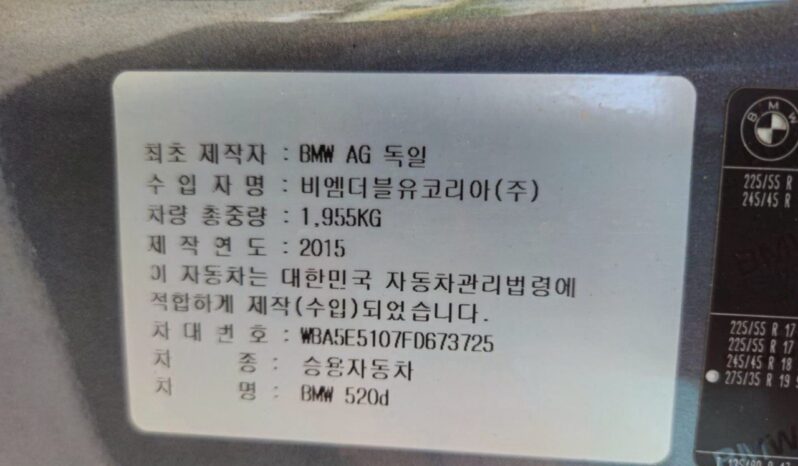 최초 제작자 : BMW AG 독일
수 입 자 명 : 비엠더블유코리아(주)
차량 총중량 : 1,955KG
제 작 연 도 : 2015
이 자동차는 대한민국 자동차관리법령에
적합하게 제작(수입)되었습니다.
차 대 번 호 : WBA5E5107FD673725
차 종 : 승용자동차
차 명 : BMW 520d
BMW
225/55 R
245/45 R
225/55 R 17
225/55 R 17
245/45 R 18
275/35 R 19